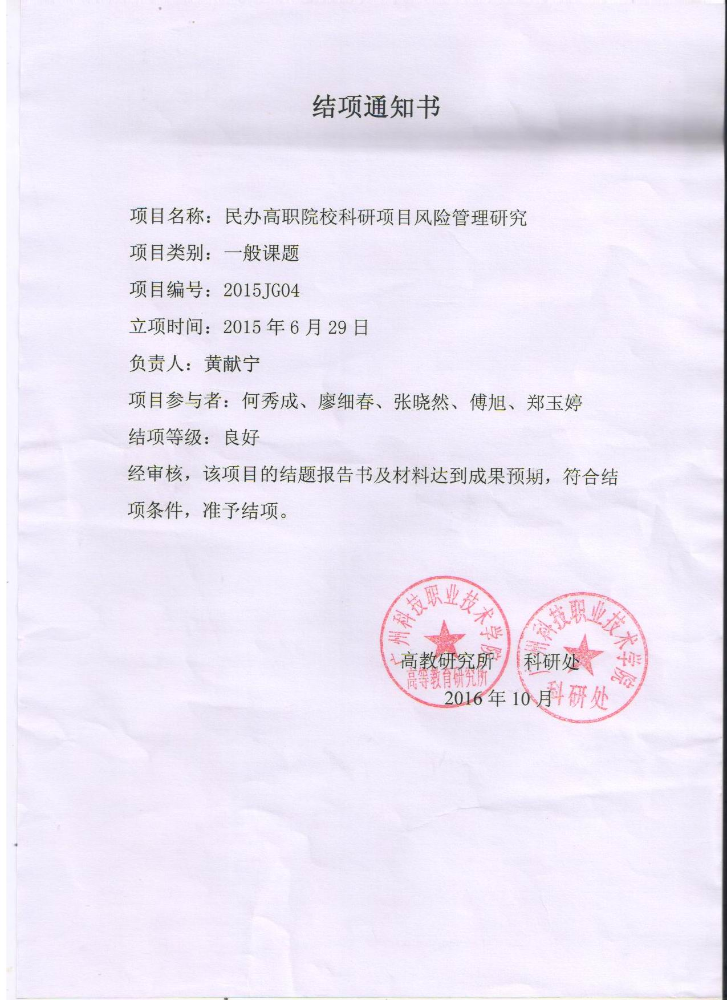 结项通知书
项目名称：民办高职院校科研项目风险管理研究
项目类别：一般课题
项目编号：2015JG04
立项时间：2015 年 6 月 29 日
负责人：黄献宁
项目参与者：何秀成、廖细春、张晓然、傅旭、郑玉婷
结项等级：良好
经审核，该项目的结题报告书及材料达到成果预期，符合结
项条件，准予结项。
广州科技职业技术学院
高等教育研究所
广州科技职业技术学院
科研处
高教研究所 科研处
2016 年 10 月